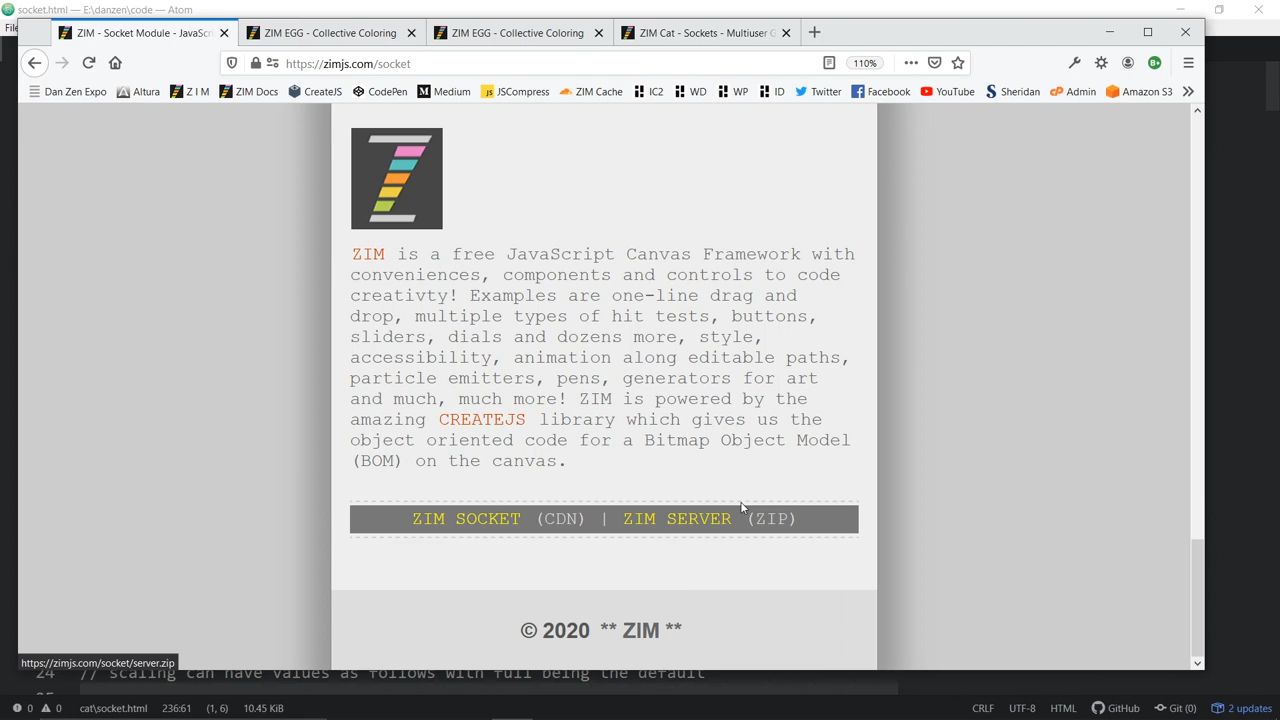 socket.html — E:\danzen\code — Atom
ZIM - Socket Module - JavaScri
ZIM EGG - Collective Coloring
ZIM EGG - Collective Coloring
ZIM Cat - Sockets - Multiuser G
https://zimjs.com/socket
110%
Dan Zen Expo
Altura
Z I M
ZIM Docs
CreateJS
CodePen
Medium
JSCompress
ZIM Cache
IC2
WD
WP
ID
Twitter
Facebook
YouTube
Sheridan
Admin
Amazon S3
ZIM is a free JavaScript Canvas Framework with
conveniences, components and controls to code
creativty! Examples are one-line drag and
drop, multiple types of hit tests, buttons,
sliders, dials and dozens more, style,
accessibility, animation along editable paths,
particle emitters, pens, generators for art
and much, much more! ZIM is powered by the
amazing CREATEJS library which gives us the
object oriented code for a Bitmap Object Model
(BOM) on the canvas.
ZIM SOCKET (CDN) | ZIM SERVER (ZIP)
© 2020 ** ZIM **
https://zimjs.com/socket/server.zip
24 // scaling can have values as follows with full being the default
0 0 cat\socket.html 236:61 (1, 6) 10.45 KiB
CRLF UTF-8 HTML GitHub Git (0) 2 updates